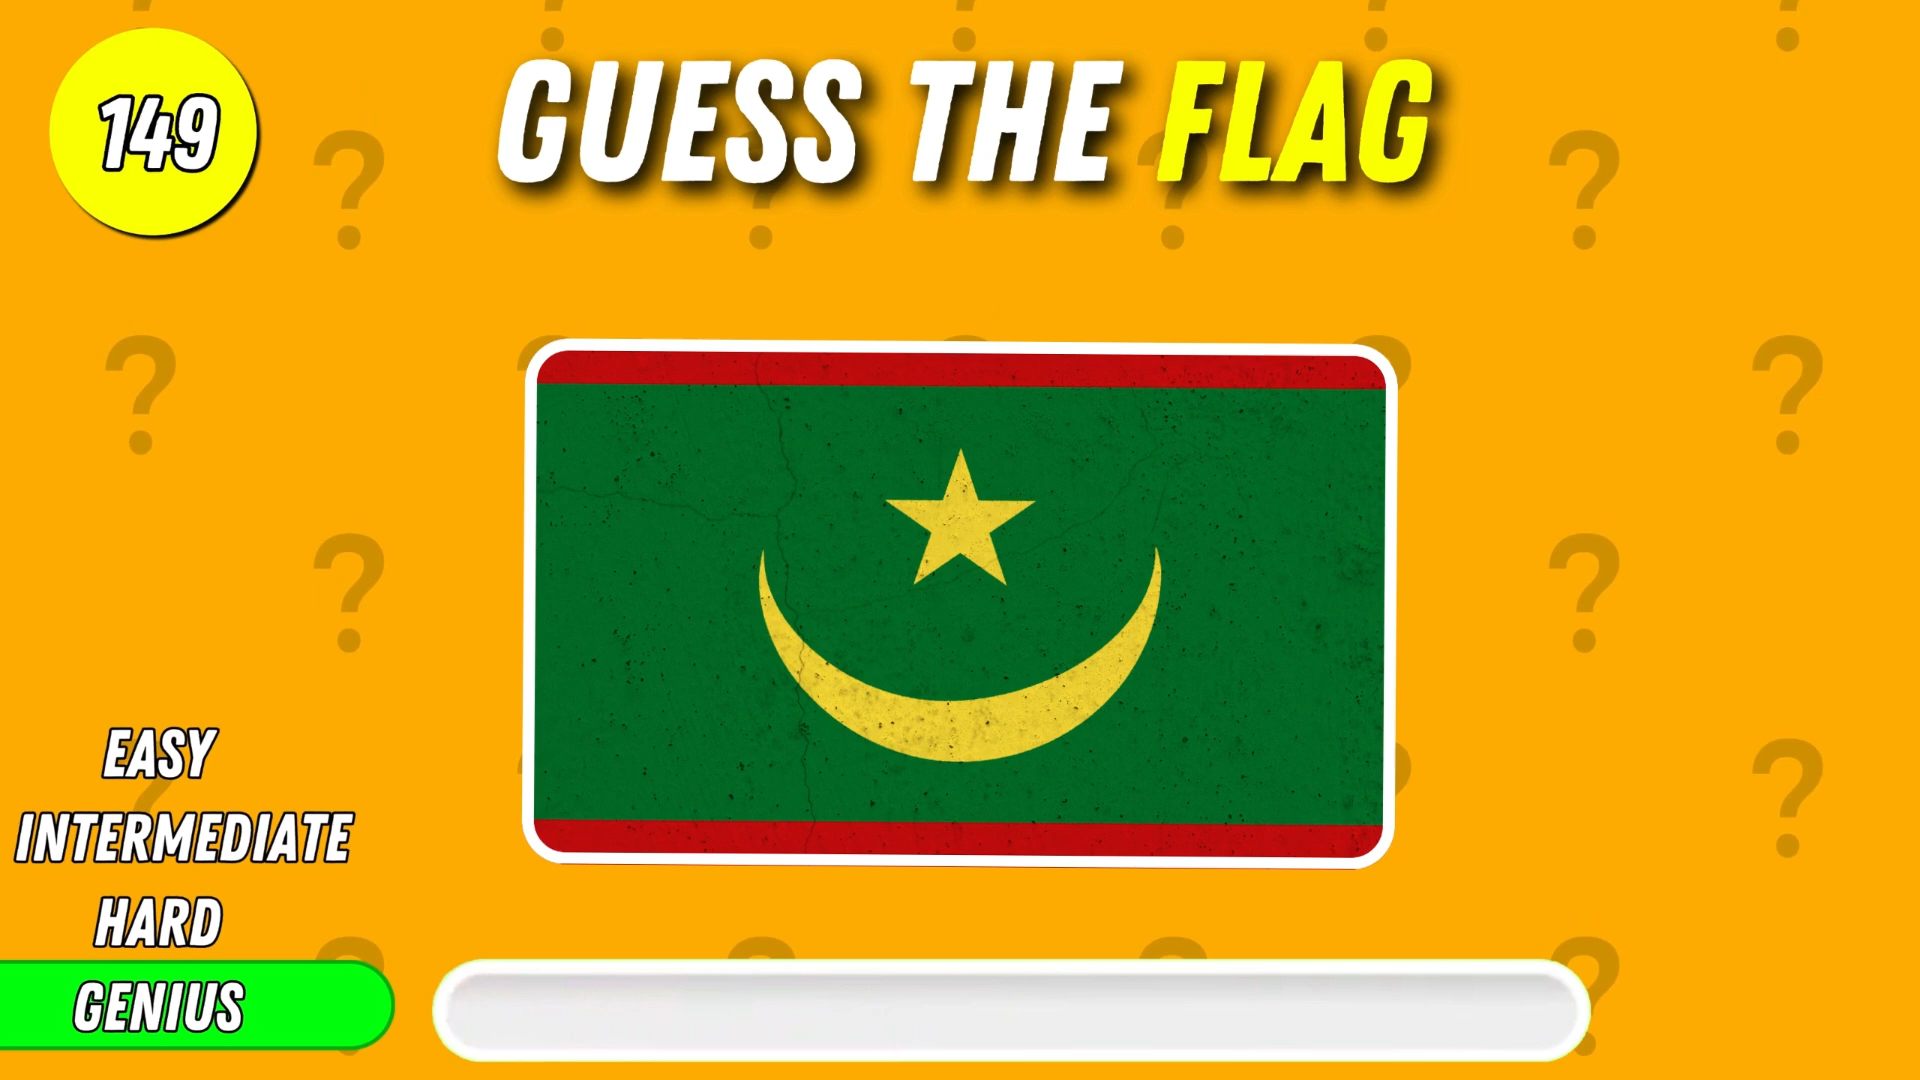 149
GUESS THE FLAG
EASY
INTERMEDIATE
HARD
GENIUS